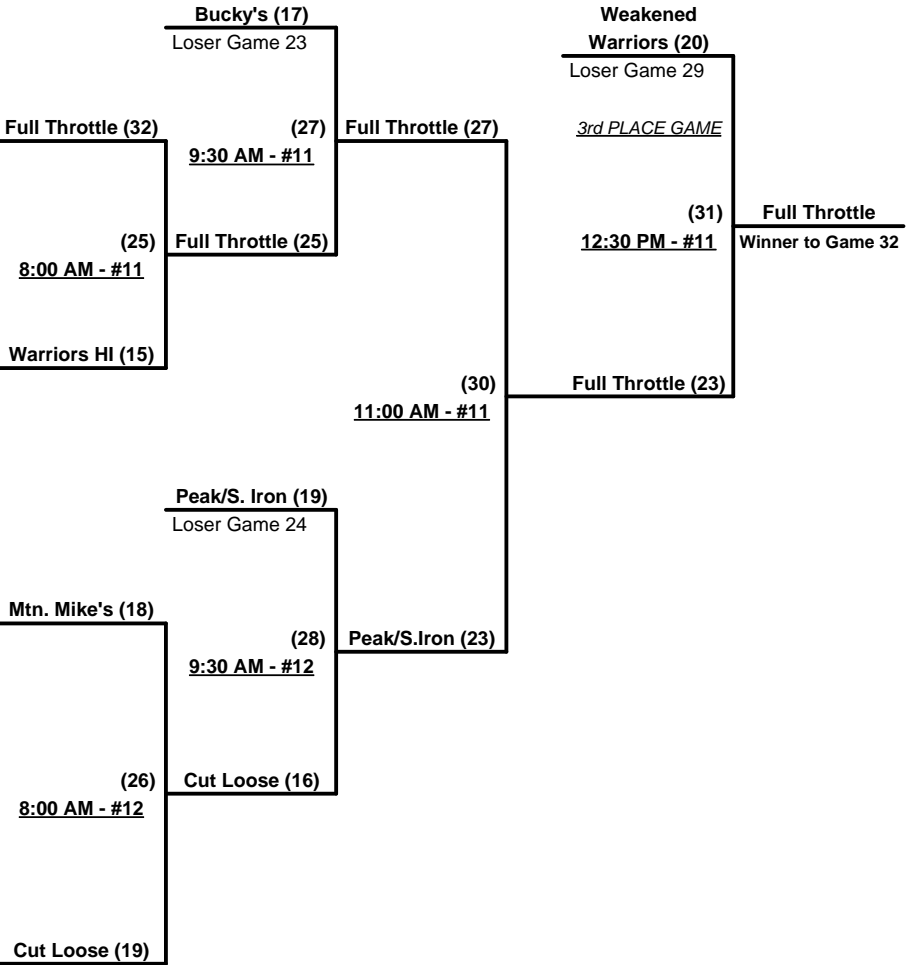 Bucky's (17)
Loser Game 23
Weakened
Warriors (20)
Loser Game 29
Full Throttle (32)
(27)
9:30 AM - #11
Full Throttle (27)
3rd PLACE GAME
(25)
8:00 AM - #11
Full Throttle (25)
(31)
12:30 PM - #11
Full Throttle
Winner to Game 32
Warriors HI (15)
(30)
11:00 AM - #11
Full Throttle (23)
Peak/S. Iron (19)
Loser Game 24
Mtn. Mike's (18)
(28)
9:30 AM - #12
Peak/S.Iron (23)
(26)
8:00 AM - #12
Cut Loose (16)
Cut Loose (19)